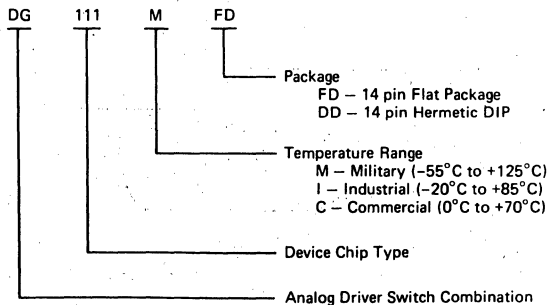 DG 111 M FD
Package
FD — 14 pin Flat Package
DD — 14 pin Hermetic DIP
Temperature Range
M — Military (-55°C to +125°C)
I — Industrial (-20°C to +85°C)
C — Commercial (0°C to +70°C)
Device Chip Type
Analog Driver Switch Combination